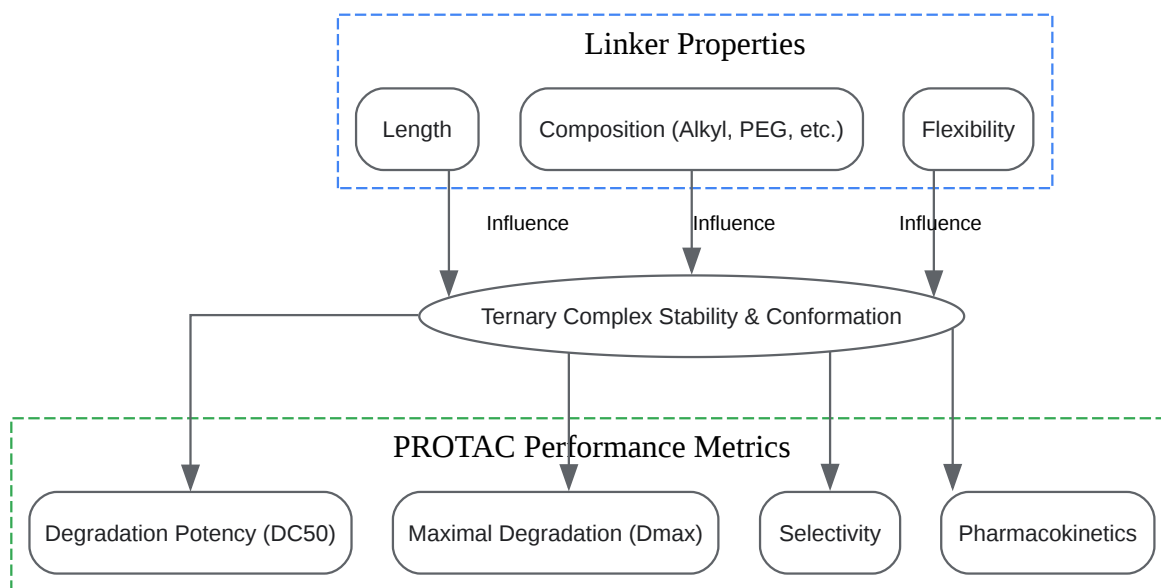 Linker Properties
Length
Composition (Alkyl, PEG, etc.)
Flexibility
Influence
Influence
Influence
Ternary Complex Stability & Conformation
PROTAC Performance Metrics
Degradation Potency (DC50)
Maximal Degradation (Dmax)
Selectivity
Pharmacokinetics